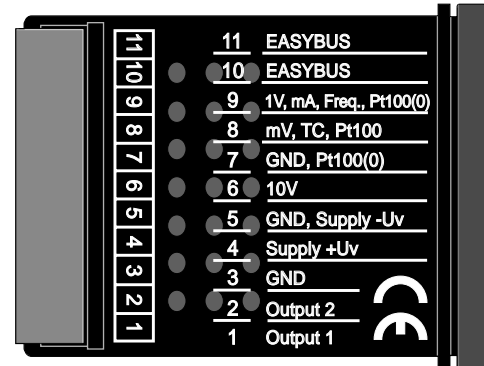 11 11 EASYBUS
10 10 EASYBUS
9 9 1V, mA, Freq., Pt100(0)
8 8 mV, TC, Pt100
7 7 GND, Pt100(0)
6 6 10V
5 5 GND, Supply -Uv
4 4 Supply +Uv
3 3 GND
2 2 Output 2
1 1 Output 1
CE